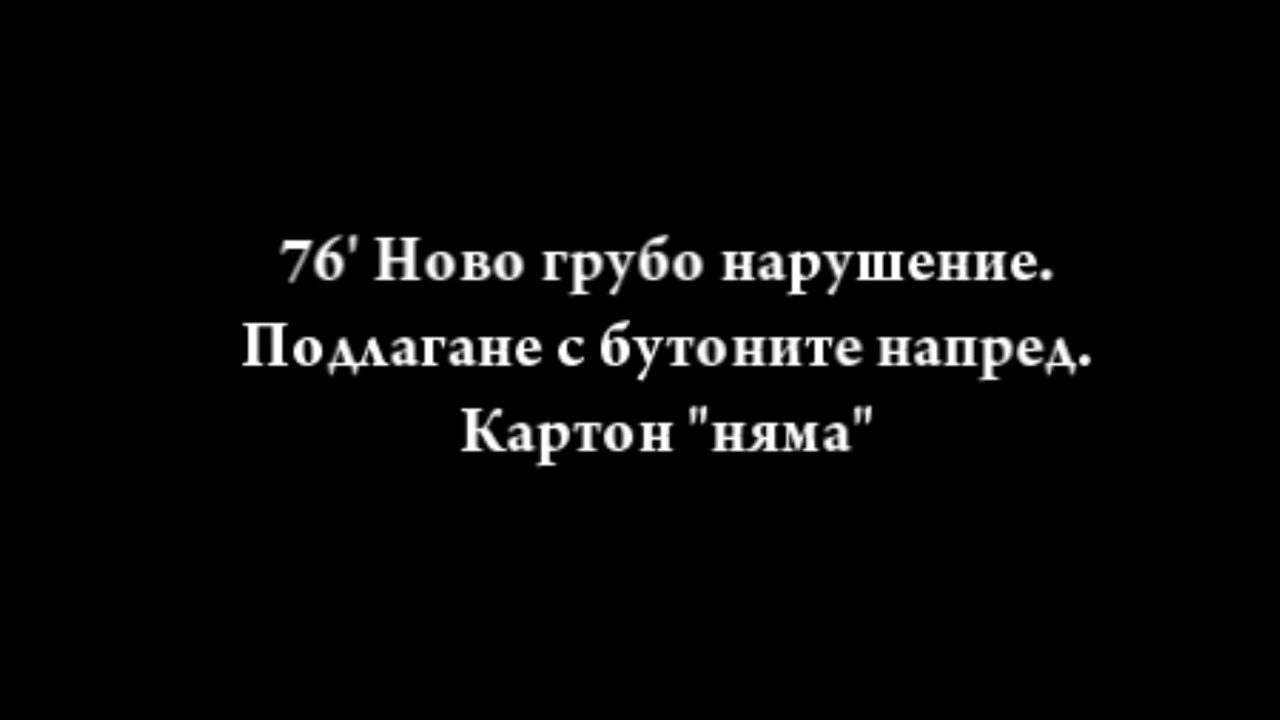 76' Ново грубо нарушение.
Подлагане с бутоните напред.
Картон "няма"